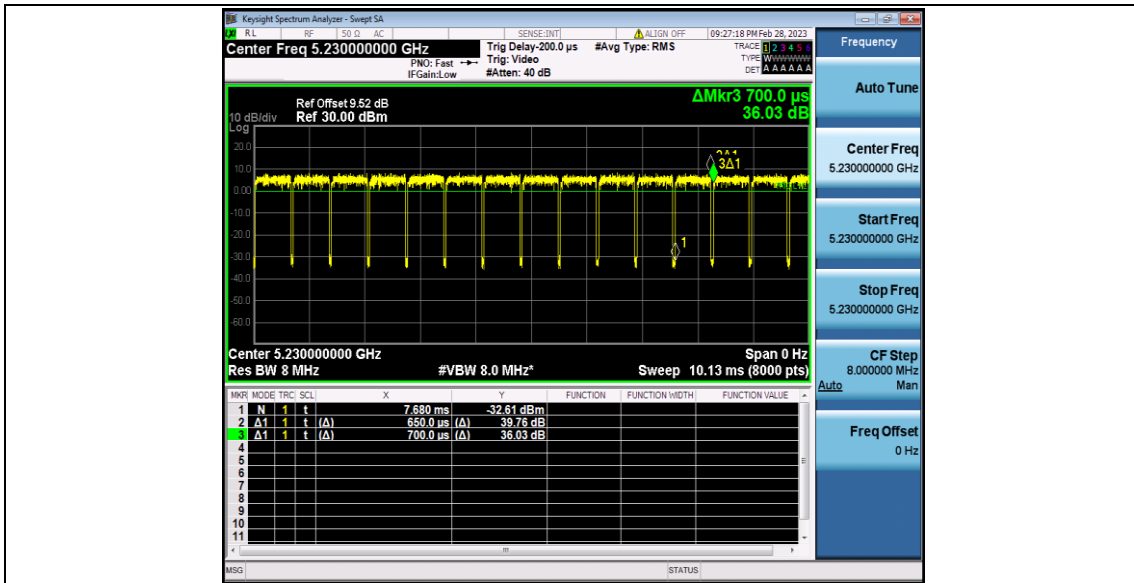 Keysight Spectrum Analyzer - Swept SA
RL RF 50 Ω AC SENSE:INT ALIGN OFF 09:27:18 PM Feb 28, 2023
Center Freq 5.230000000 GHz
PNO: Fast
IFGain:Low
Trig Delay-200.0 µs
Trig: Video
#Atten: 40 dB
#Avg Type: RMS
TRACE 1 2 3 4 5 6
TYPE WWWWWW
DET A A A A A A
ΔMkr3 700.0 µs
36.03 dB
Ref Offset 9.52 dB
10 dB/div Ref 30.00 dBm
Log
20.0
10.0
0.00
-10.0
-20.0
-30.0
-40.0
-50.0
-60.0
3Δ1
1
Center 5.230000000 GHz Span 0 Hz
Res BW 8 MHz #VBW 8.0 MHz* Sweep 10.13 ms (8000 pts)
MKR MODE TRC SCL X Y FUNCTION FUNCTION WIDTH FUNCTION VALUE
1 N 1 t 7.680 ms -32.61 dBm
2 Δ1 1 t (Δ) 650.0 µs (Δ) 39.76 dB
3 Δ1 1 t (Δ) 700.0 µs (Δ) 36.03 dB
4
5
6
7
8
9
10
11
MSG STATUS
Frequency
Auto Tune
Center Freq
5.230000000 GHz
Start Freq
5.230000000 GHz
Stop Freq
5.230000000 GHz
CF Step
8.000000 MHz
Auto Man
Freq Offset
0 Hz